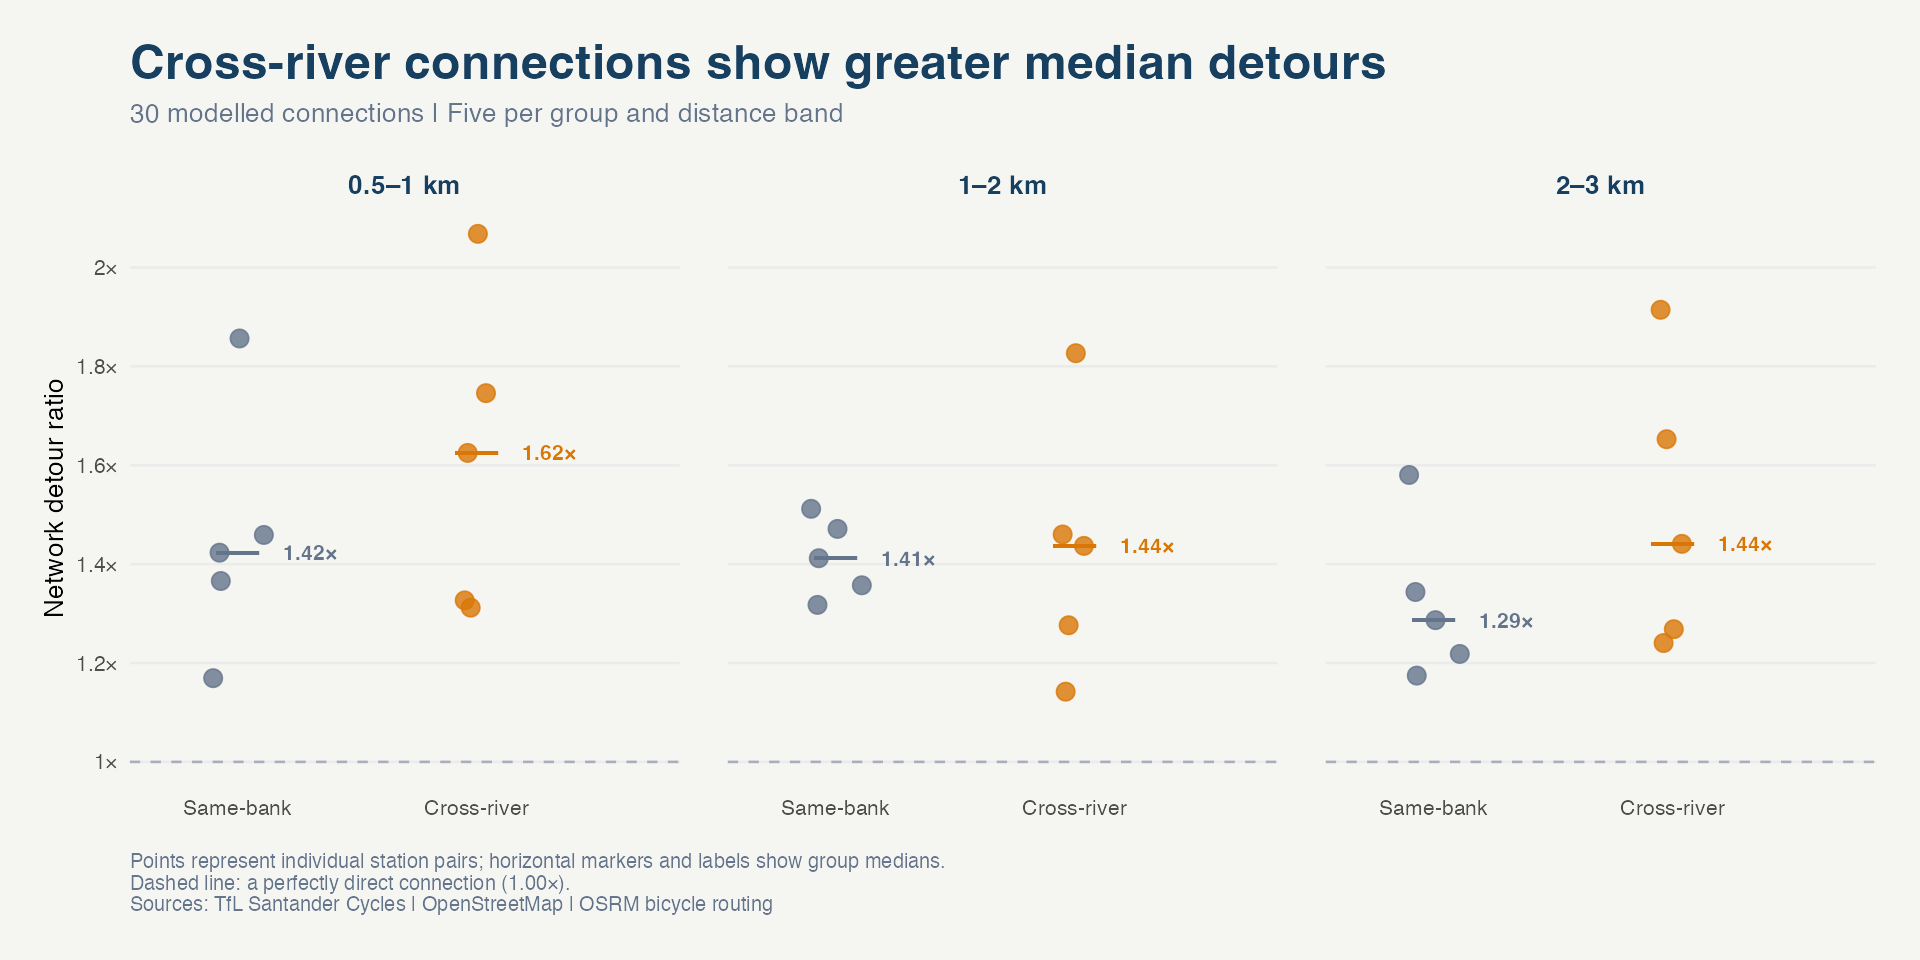 Cross-river connections show greater median detours
30 modelled connections | Five per group and distance band
0.5–1 km
1–2 km
2–3 km
Network detour ratio
2×
1.8×
1.6×
1.4×
1.2×
1×
1.42×
1.62×
1.41×
1.44×
1.29×
1.44×
Same-bank
Cross-river
Same-bank
Cross-river
Same-bank
Cross-river
Points represent individual station pairs; horizontal markers and labels show group medians.
Dashed line: a perfectly direct connection (1.00×).
Sources: TfL Santander Cycles | OpenStreetMap | OSRM bicycle routing